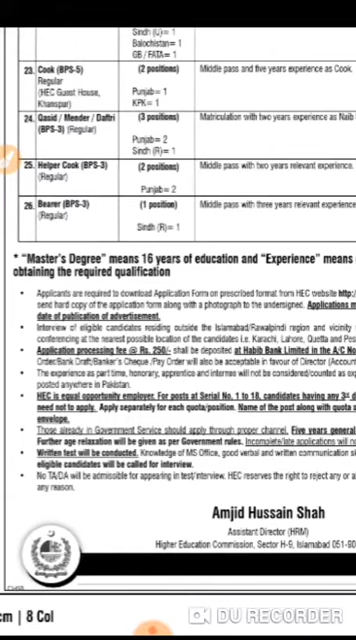 Sindh (U)= 1
Balochistan= 1
GB / FATA= 1
23. Cook (BPS-5) (2 positions) Middle pass and five years experience as Cook.
Regular
(HEC Guest House, Punjab= 1
Khanspur) KPK= 1
24. Qasid / Mender / Daftri (3 positions) Matriculation with two years experience as Naib
(BPS-3) (Regular)
Punjab= 2
Sindh (R)= 1
25. Helper Cook (BPS-3) (2 positions) Middle pass with two years relevant experience.
(Regular)
Punjab= 2
26. Bearer (BPS-3) (1 position) Middle pass with three years relevant experience
(Regular)
Sindh (R)= 1
* "Master's Degree" means 16 years of education and "Experience" means
obtaining the required qualification
• Applicants are required to download Application Form on prescribed format from HEC website http:
send hard copy of the application form along with a photograph to the undersigned. Applications
date of publication of advertisement.
• Interview of eligible candidates residing outside the Islamabad/Rawalpindi region and vicinity
conferencing at the nearest possible location of the candidates i.e. Karachi, Lahore, Quetta and Pes
• Application processing fee @ Rs. 250/- shall be deposited at Habib Bank Limited in the A/C No
Order/Bank Draft/Banker's Cheque /Pay Order will also be acceptable in favour of Director (Account
• The experience as part time, honorary, apprentice and internee will not be considered/counted as exp
posted anywhere in Pakistan.
• HEC is equal opportunity employer. For posts at Serial No. 1 to 18, candidates having any 3rd d
need not to apply. Apply separately for each quota/position. Name of the post along with quota s
envelope.
• Those already in Government Service should apply through proper channel. Five years general
Further age relaxation will be given as per Government rules. Incomplete/late applications will no
• Written test will be conducted. Knowledge of MS Office, good verbal and written communication sk
eligible candidates will be called for interview.
• No TA/DA will be admissible for appearing in test/interview. HEC reserves the right to reject any or a
any reason.
Amjid Hussain Shah
Assistant Director (HRM)
Higher Education Commission, Sector H-9, Islamabad 051-90
cm | 8 Col
DU RECORDER